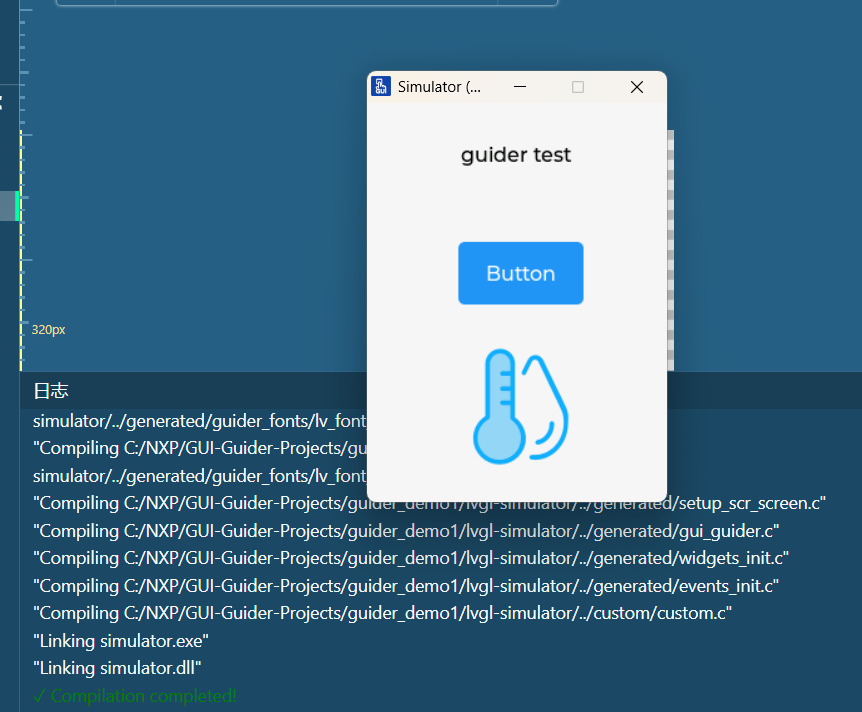 Simulator (...
guider test
Button
320px
日志
simulator/../generated/guider_fonts/lv_font
"Compiling C:/NXP/GUI-Guider-Projects/gu
simulator/../generated/guider_fonts/lv_font
"Compiling C:/NXP/GUI-Guider-Projects/guider_demo1/lvgl-simulator/../generated/setup_scr_screen.c"
"Compiling C:/NXP/GUI-Guider-Projects/guider_demo1/lvgl-simulator/../generated/gui_guider.c"
"Compiling C:/NXP/GUI-Guider-Projects/guider_demo1/lvgl-simulator/../generated/widgets_init.c"
"Compiling C:/NXP/GUI-Guider-Projects/guider_demo1/lvgl-simulator/../generated/events_init.c"
"Compiling C:/NXP/GUI-Guider-Projects/guider_demo1/lvgl-simulator/../custom/custom.c"
"Linking simulator.exe"
"Linking simulator.dll"
✓ Compilation completed!